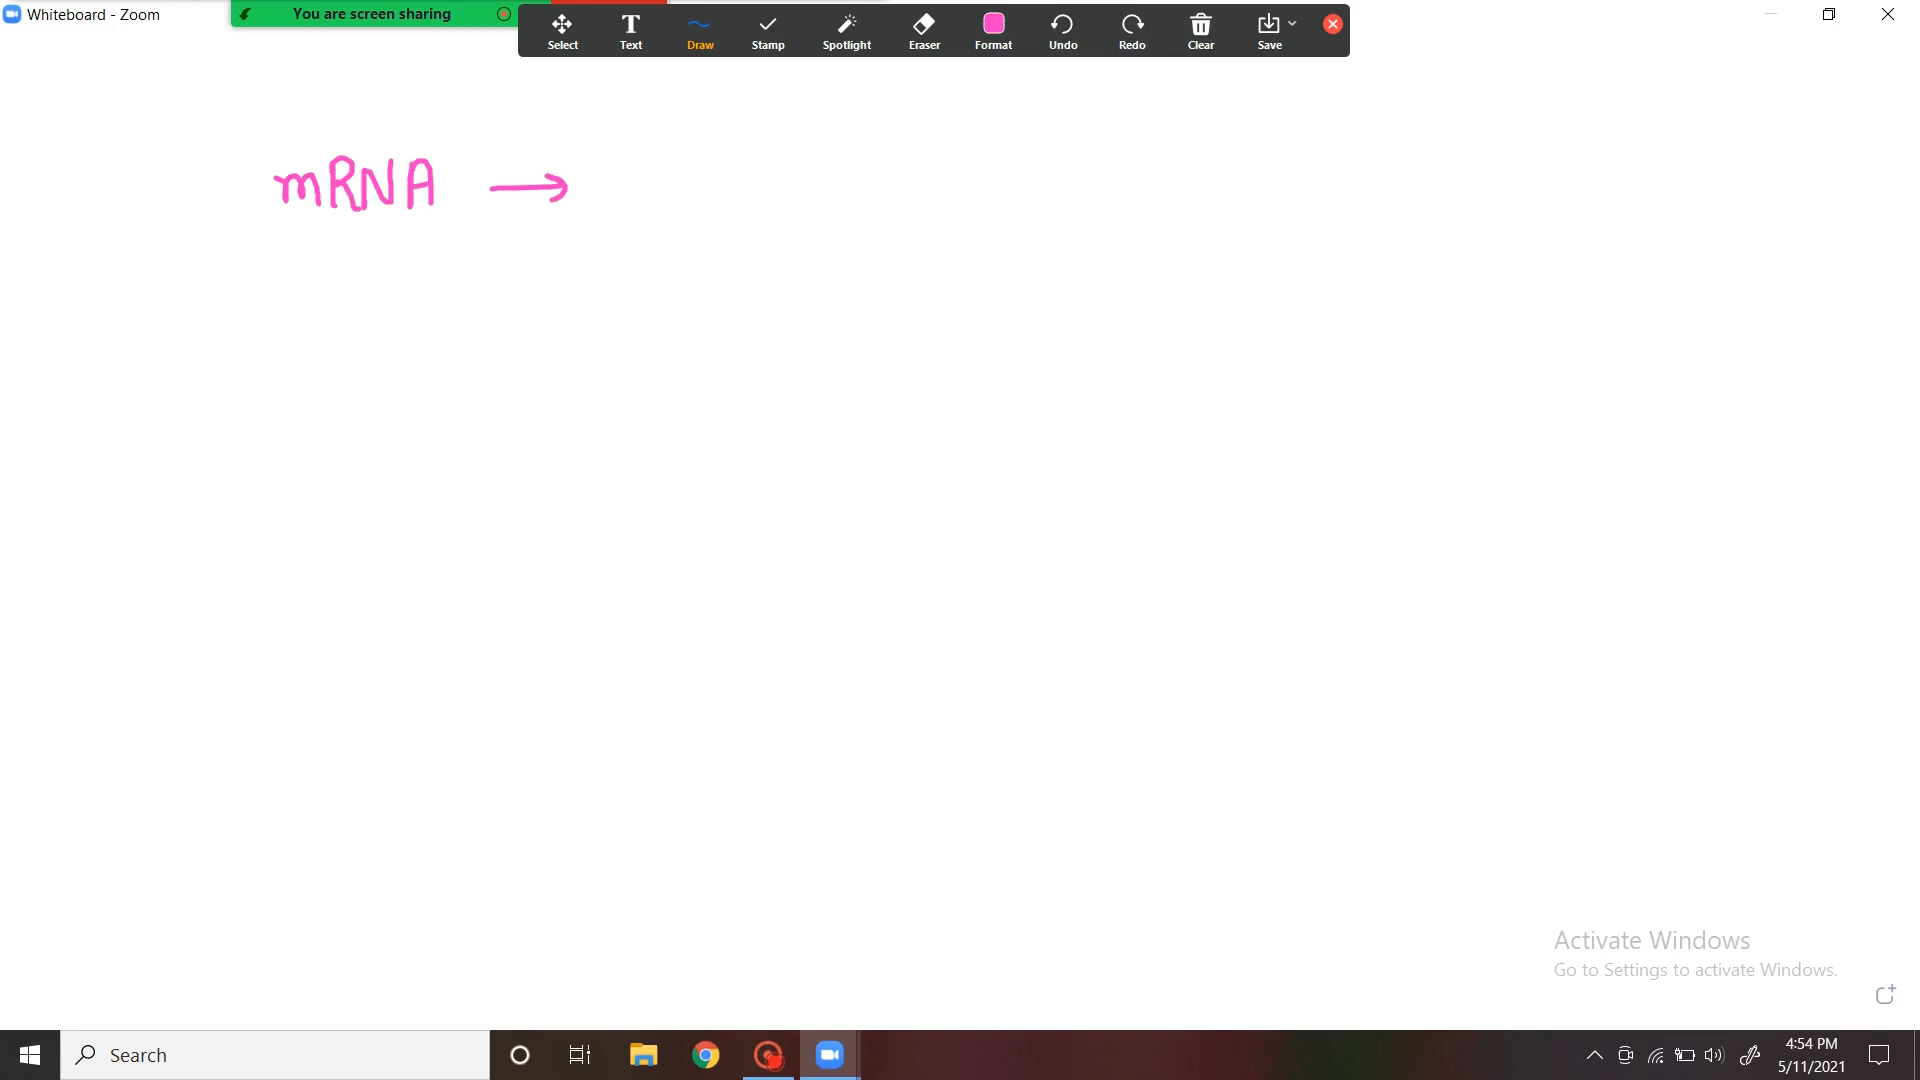 Whiteboard - Zoom
You are screen sharing
Select Text Draw Stamp Spotlight Eraser Format Undo Redo Clear Save
mRNA →
Activate Windows
Go to Settings to activate Windows.
Search
4:54 PM
5/11/2021